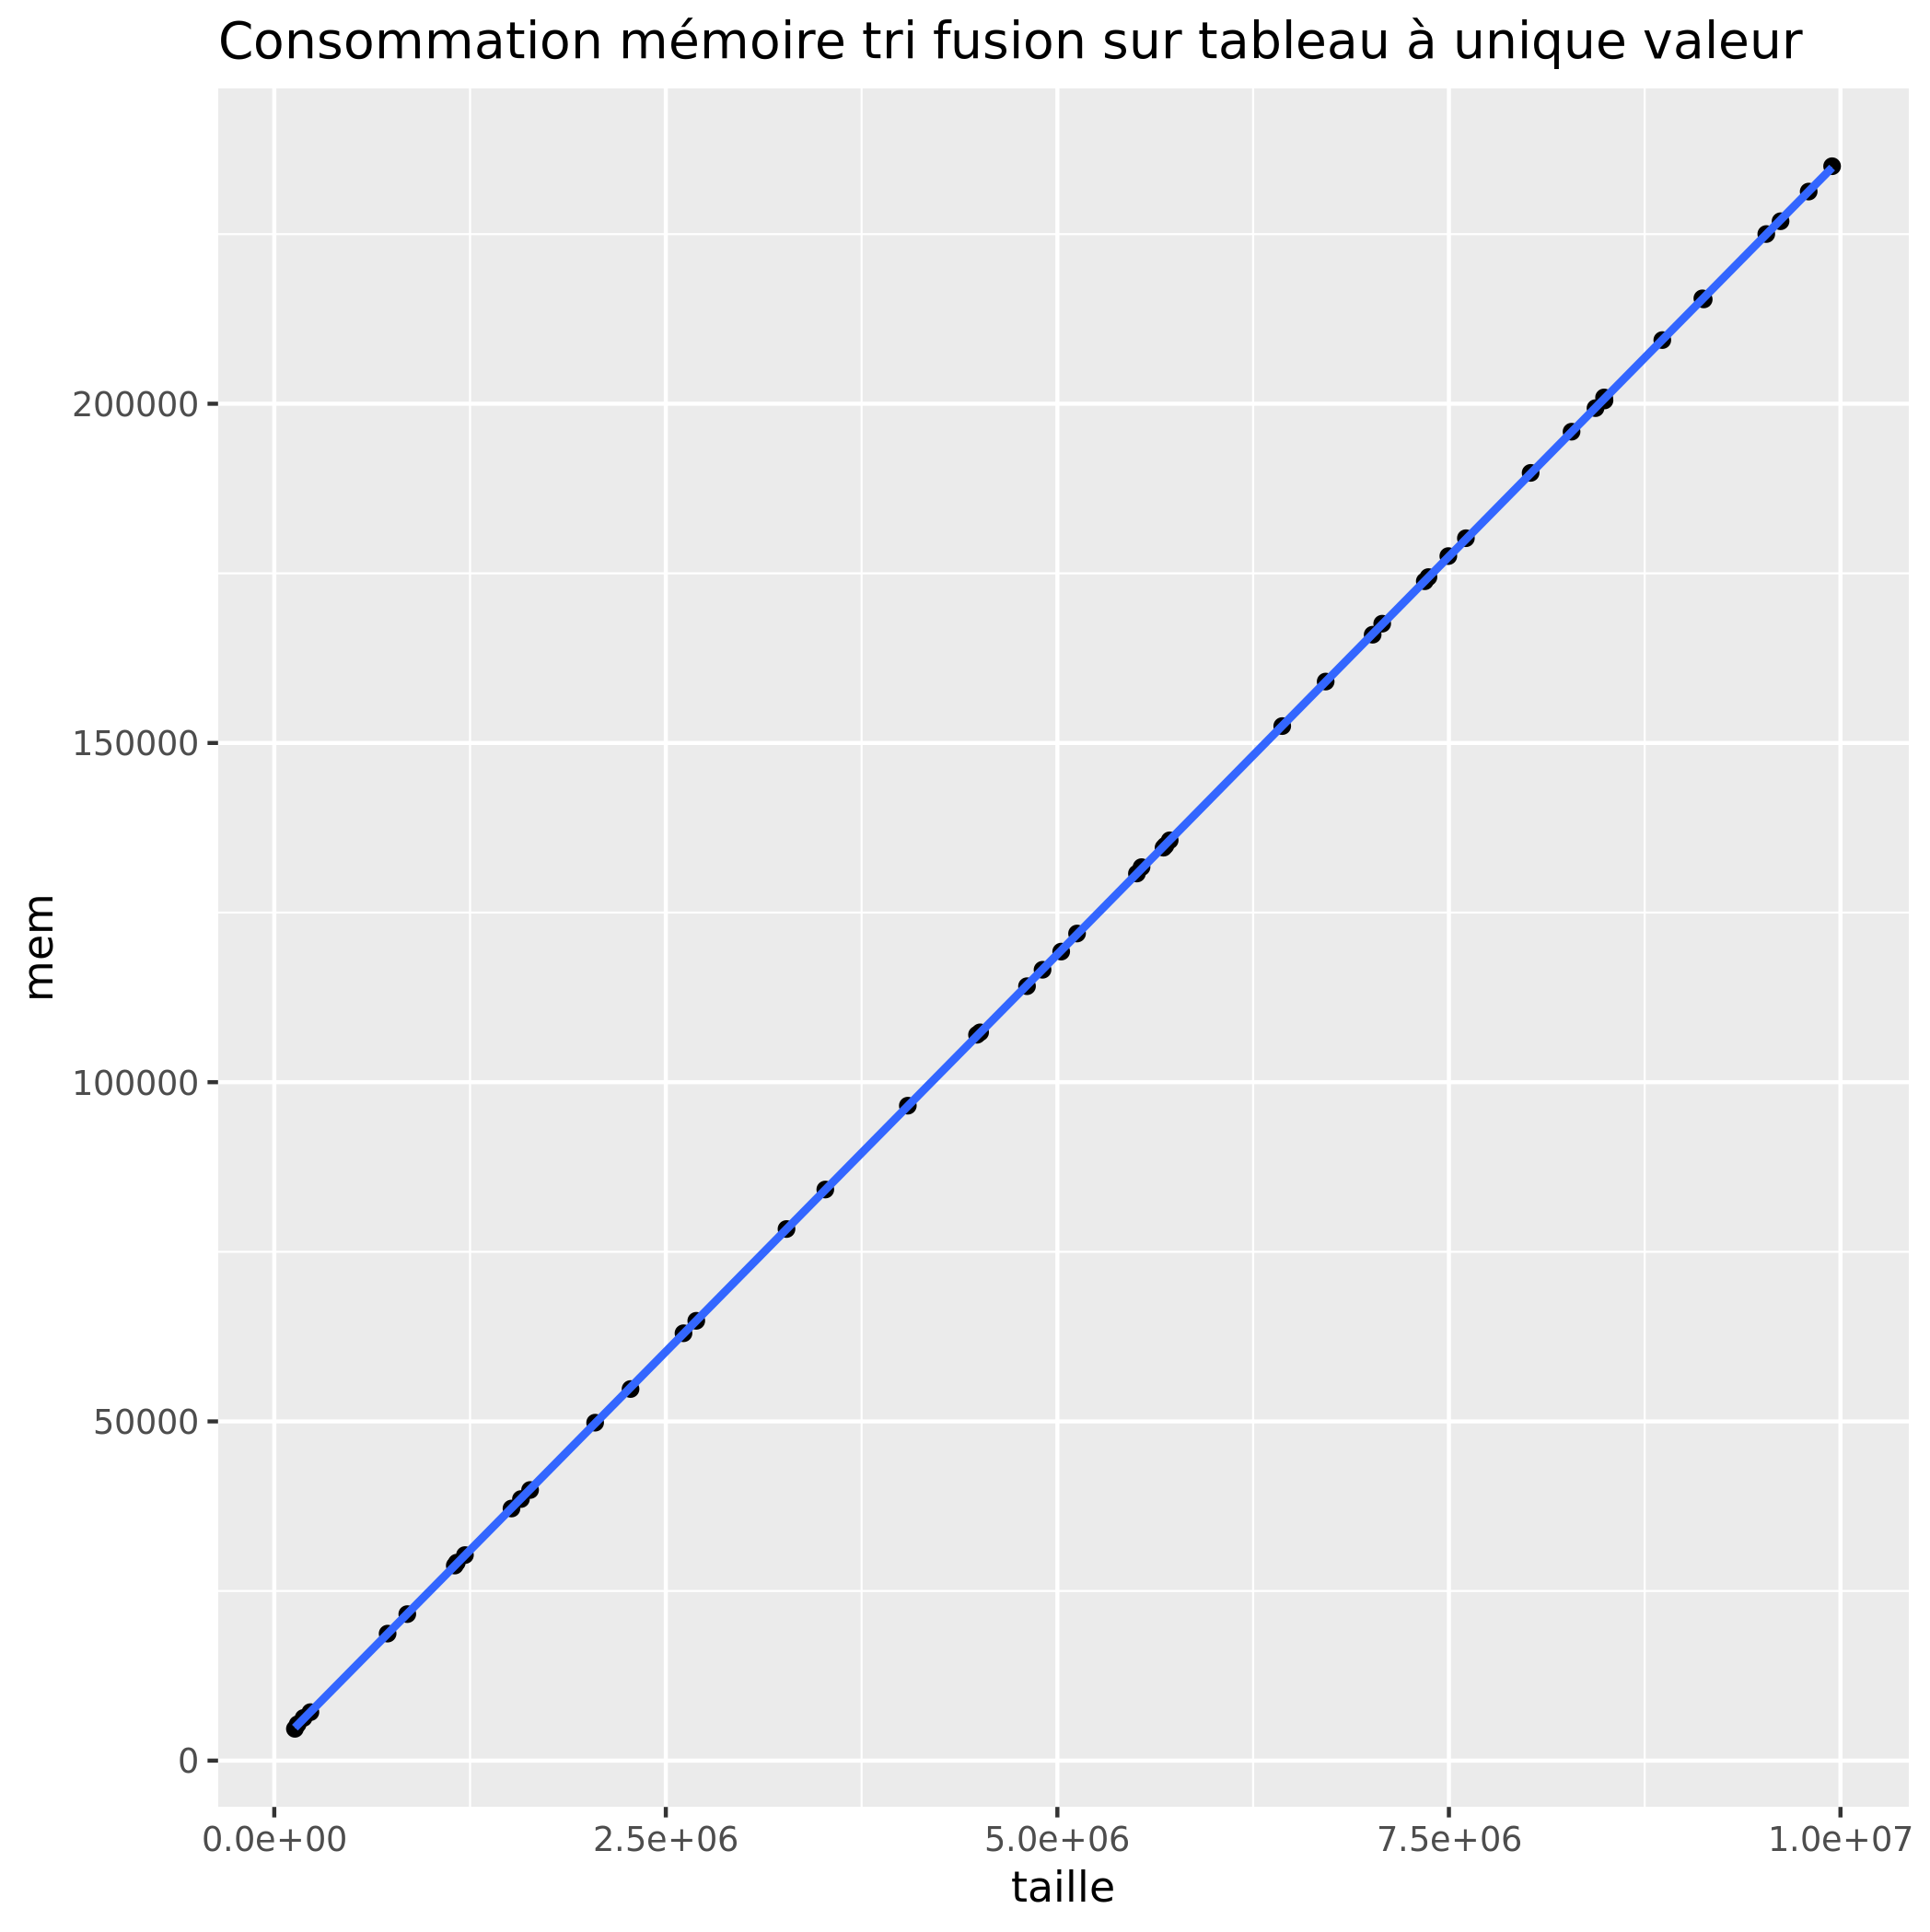 Consommation mémoire tri fusion sur tableau à unique valeur
200000
150000
100000
50000
0
mem
0.0e+00 2.5e+06 5.0e+06 7.5e+06 1.0e+07
taille